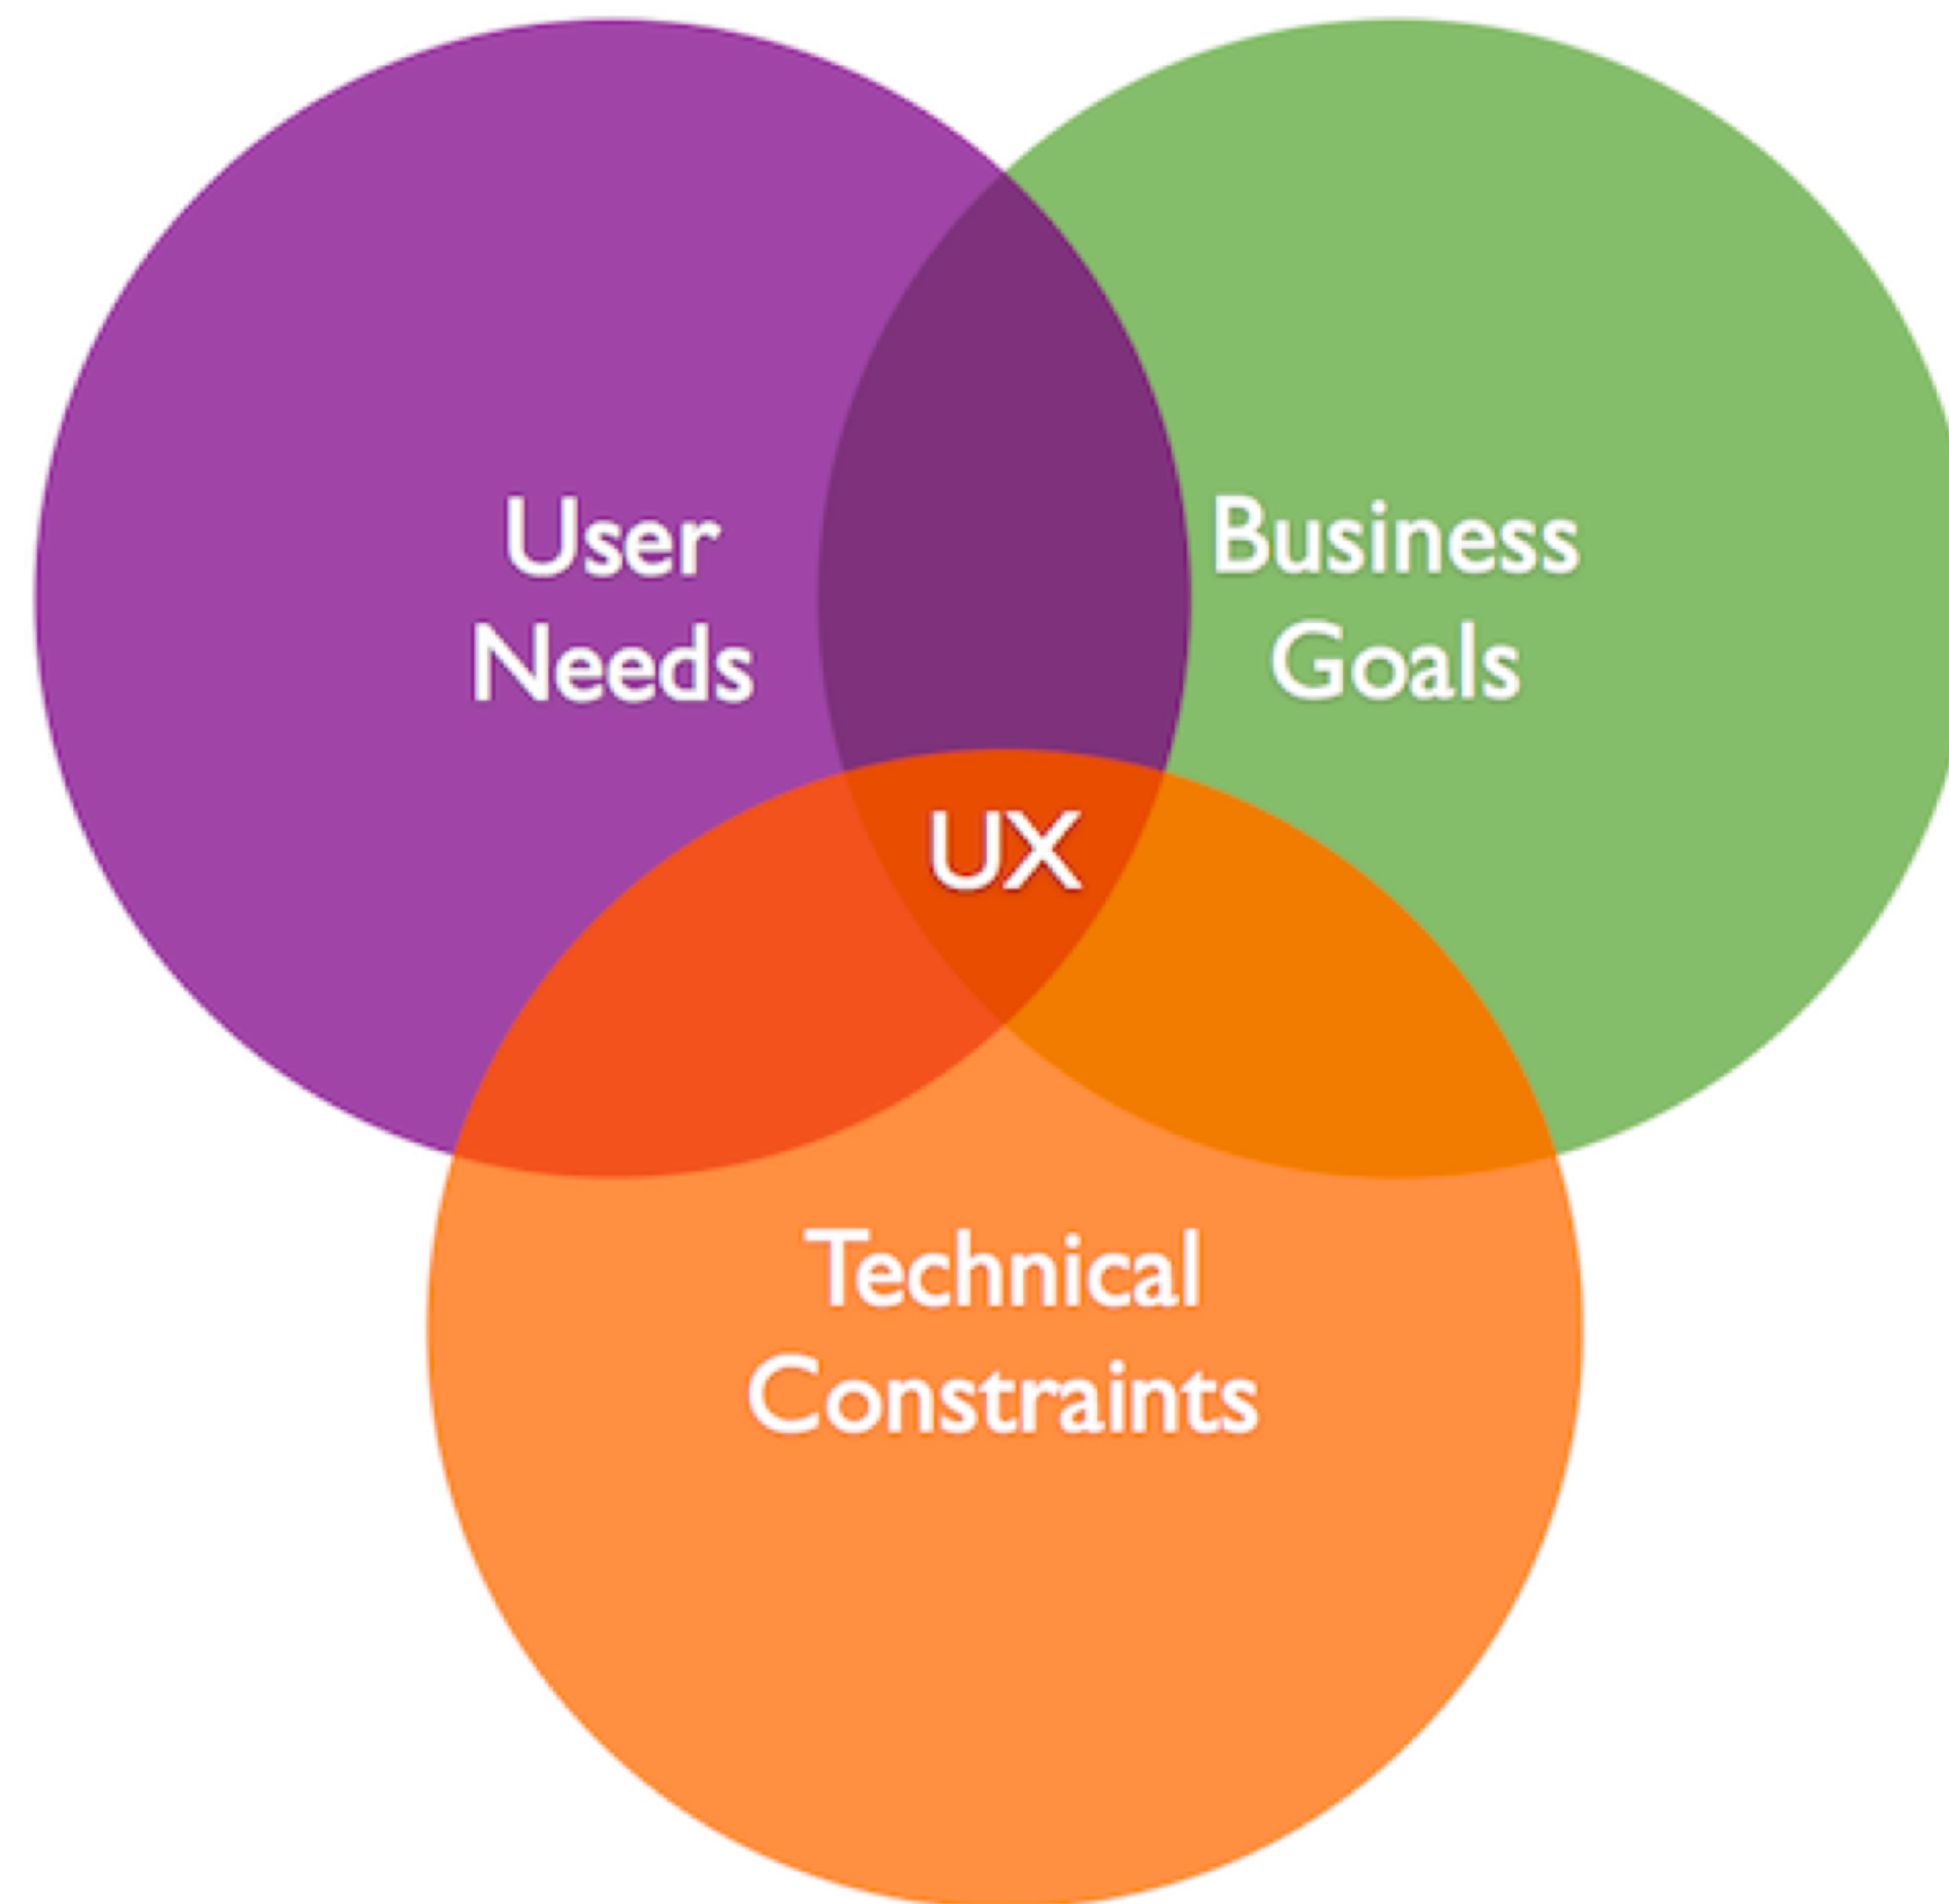 User
Needs
Business
Goals
UX
Technical
Constraints